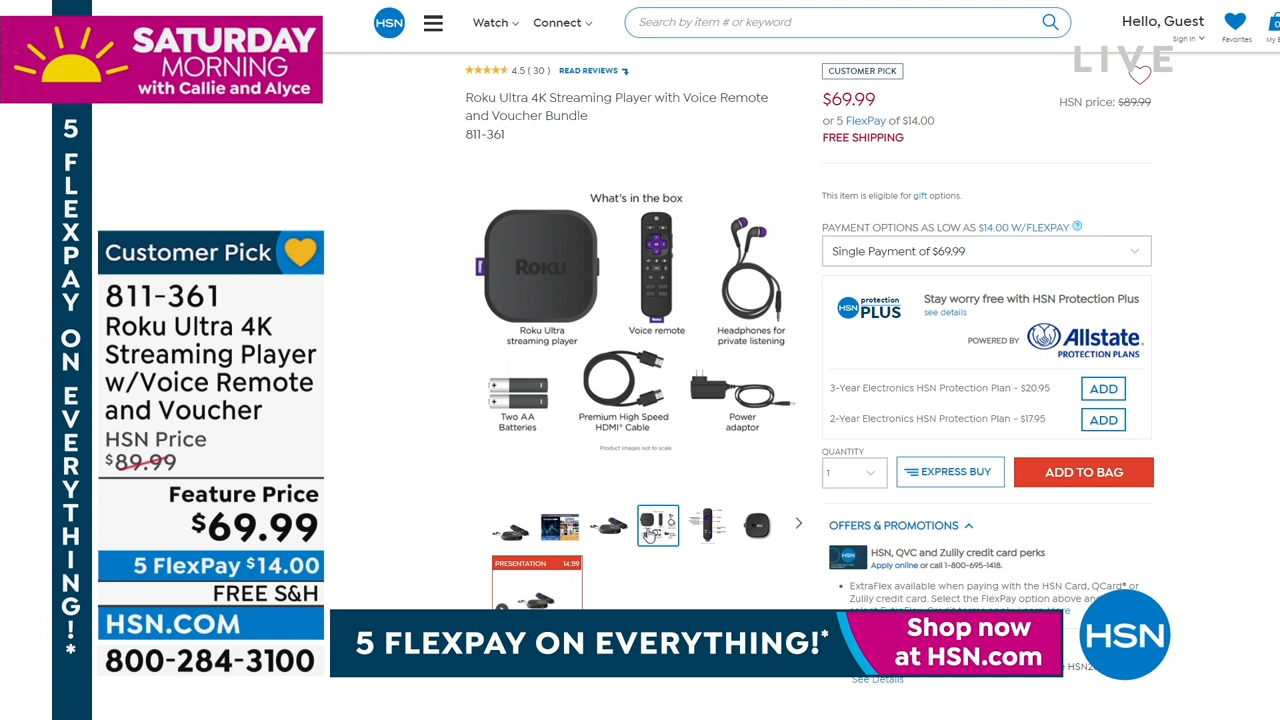 SATURDAY
MORNING
with Callie and Alyce
5 FLEXPAY ON EVERYTHING!*
Customer Pick
811-361
Roku Ultra 4K
Streaming Player
w/Voice Remote
and Voucher
HSN Price
$89.99
Feature Price
$69.99
5 FlexPay $14.00
FREE S&H
HSN.COM
800-284-3100
HSN
Watch
Connect
Search by item # or keyword
Hello, Guest
Sign In
Favorites
0
LIVE
4.5 ( 30 )
READ REVIEWS
Roku Ultra 4K Streaming Player with Voice Remote
and Voucher Bundle
811-361
What's in the box
Roku
Roku
Roku
Roku Ultra
streaming player
Voice remote
Headphones for
private listening
Two AA
Batteries
Premium High Speed
HDMI® Cable
Power
adaptor
Product images not to scale.
PRESENTATION 14:59
CUSTOMER PICK
$69.99
HSN price: $89.99
or 5 FlexPay of $14.00
FREE SHIPPING
This item is eligible for gift options.
PAYMENT OPTIONS AS LOW AS $14.00 W/FLEXPAY ?
Single Payment of $69.99
HSN protection PLUS
Stay worry free with HSN Protection Plus
see details
POWERED BY
Allstate
PROTECTION PLANS
3-Year Electronics HSN Protection Plan - $20.95
ADD
2-Year Electronics HSN Protection Plan - $17.95
ADD
QUANTITY
1
EXPRESS BUY
ADD TO BAG
OFFERS & PROMOTIONS
HSN
HSN, QVC and Zulily credit card perks
Apply online or call 1-800-695-1418.
ExtraFlex available when paying with the HSN Card, QCard® or
Zulily credit card. Select the FlexPay option above and
See Details
5 FLEXPAY ON EVERYTHING!*
Shop now
at HSN.com
HSN